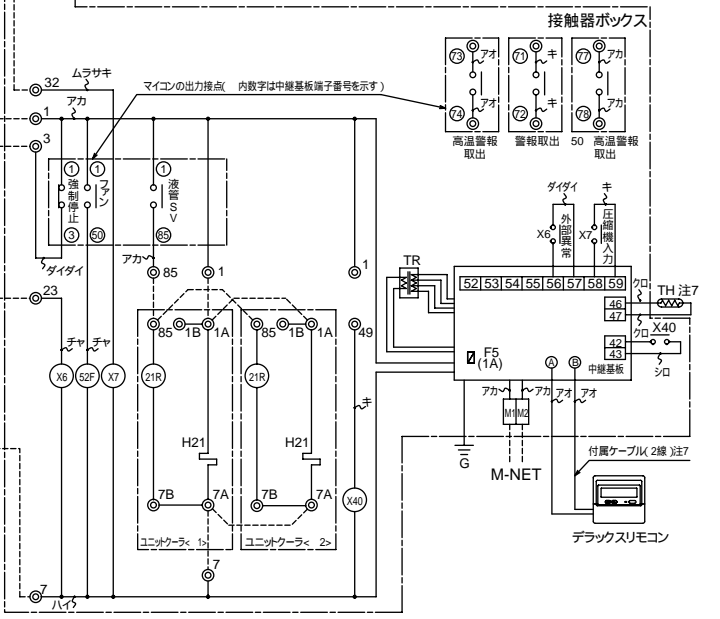 接触器ボックス
73
アオ
74
アオ
高温警報
取出
71
キ
72
キ
警報取出
77
アカ
78
アカ
50 高温警報
取出
32
ムラサキ
マイコンの出力接点( 内数字は中継基板端子番号を示す)
1
アカ
3
1
強制停止
3
1
ファン
50
1
液管SV
85
ダイダイ
アカ
85
1
1
23
チャ
チャ
X6
52F
X7
85
1B
1A
21R
H21
7B
7A
ユニットクーラ< 1>
85
1B
1A
21R
H21
7B
7A
ユニットクーラ< 2>
49
キ
X40
7
7
ハイ
TR
ダイダイ
X6
外部異常
キ
X7
圧縮機入力
52 53 54 55 56 57 58 59
F5
(1A)
A
B
46
47
42
43
中継基板
クロ
クロ
TH 注7
X40
シロ
アカ
アカ
アオ
アオ
M1 M2
G
M-NET
付属ケーブル(2線)注7
デラックスリモコン